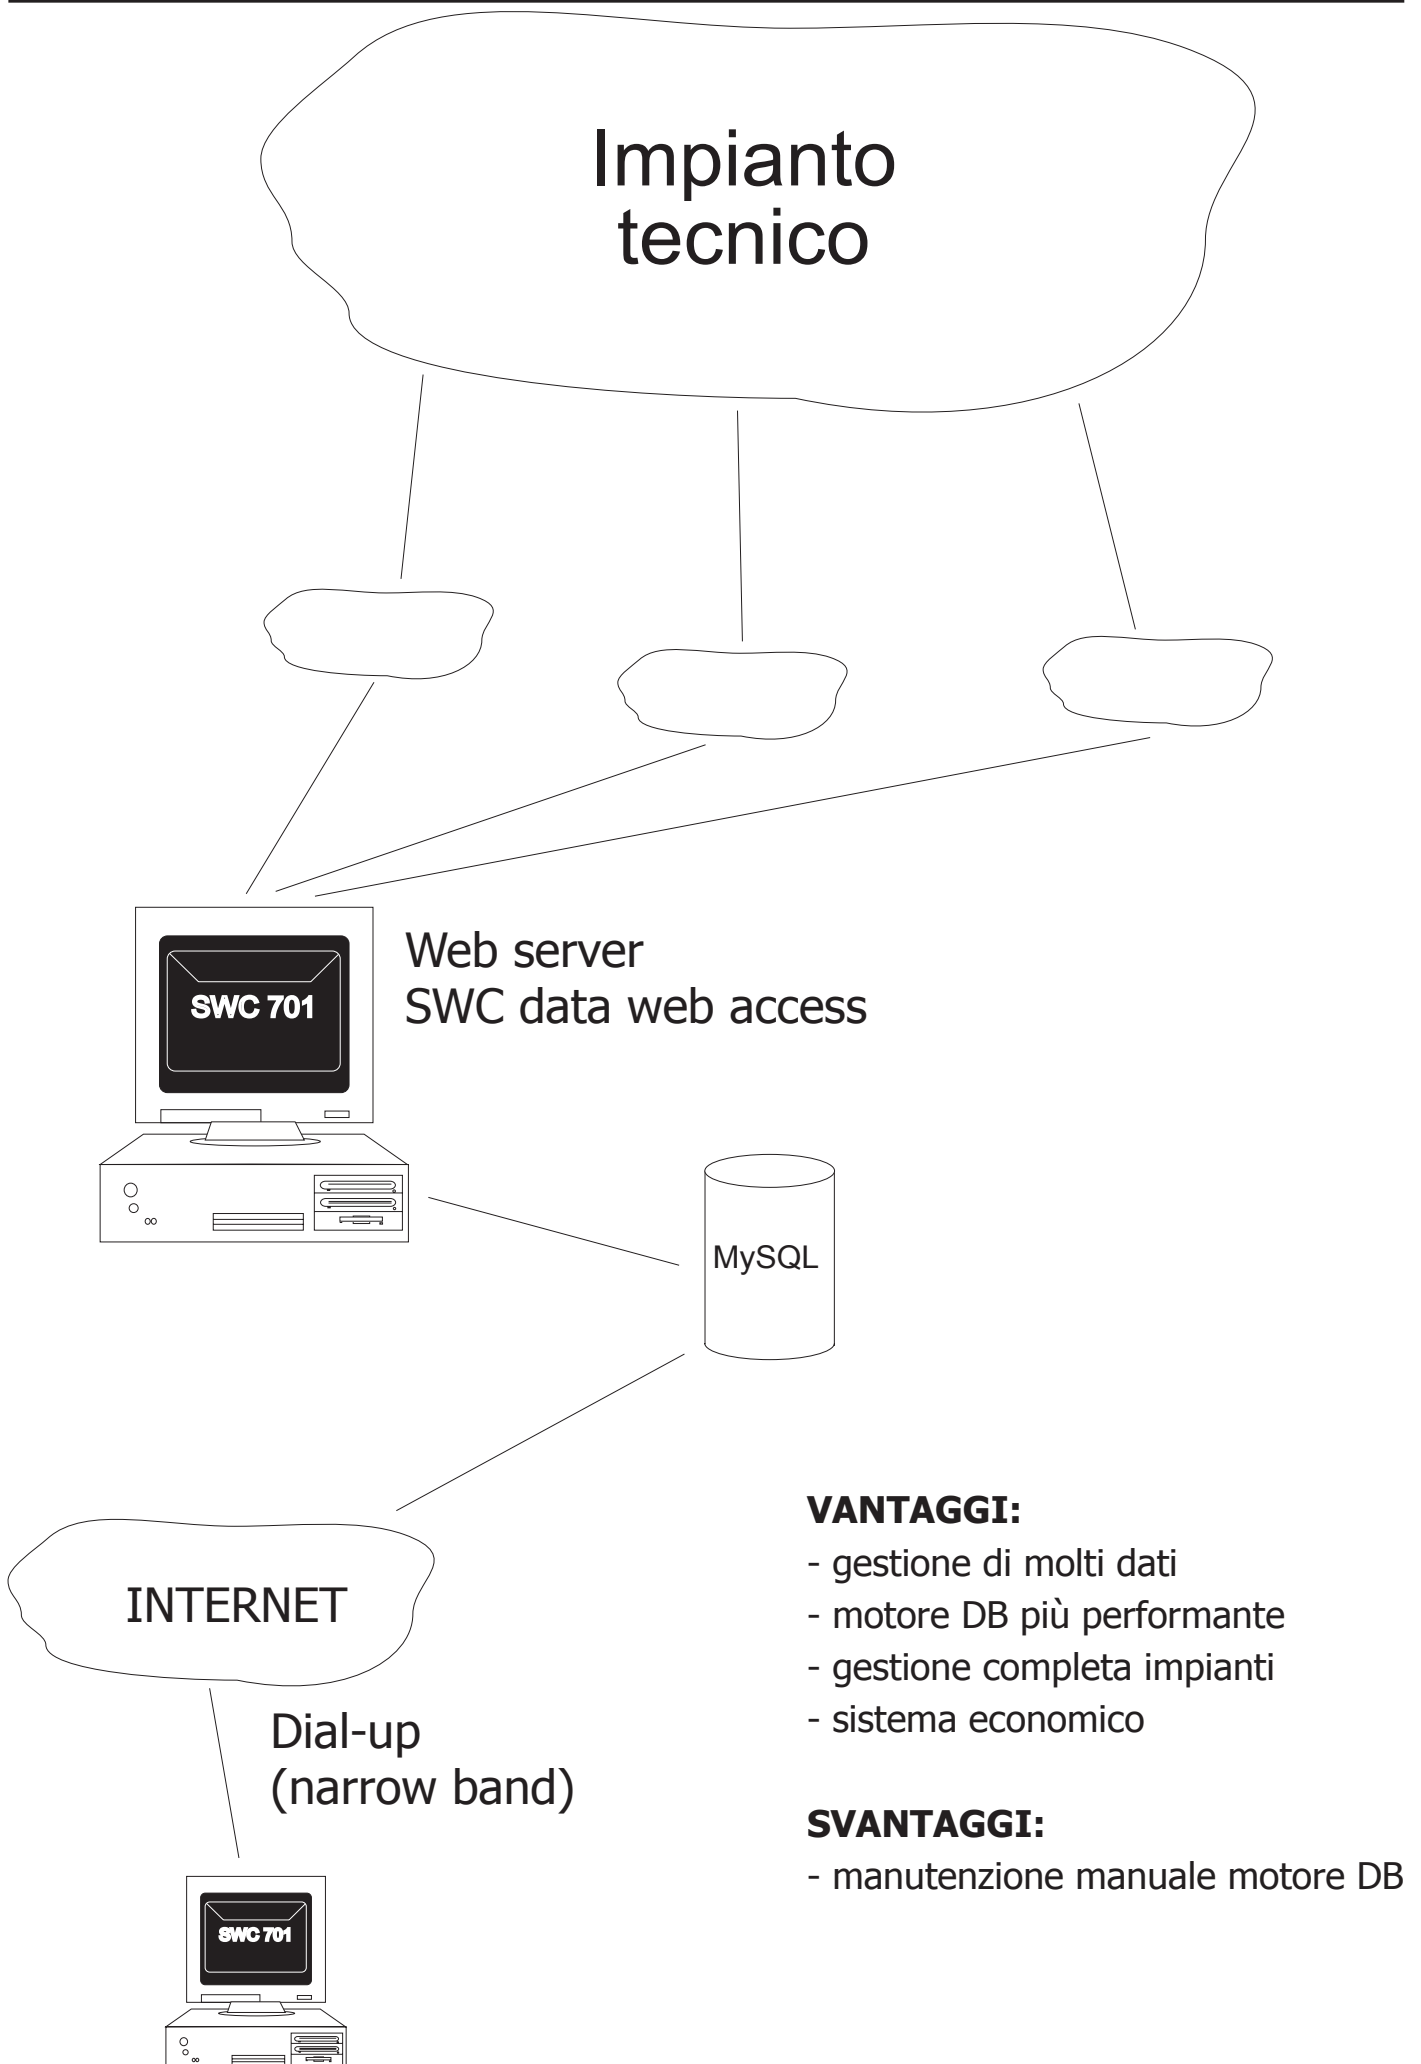 Impianto
tecnico
SWC 701
Web server
SWC data web access
MySQL
INTERNET
Dial-up
(narrow band)
SWC 701
VANTAGGI:
- gestione di molti dati
- motore DB più performante
- gestione completa impianti
- sistema economico
SVANTAGGI:
- manutenzione manuale motore DB